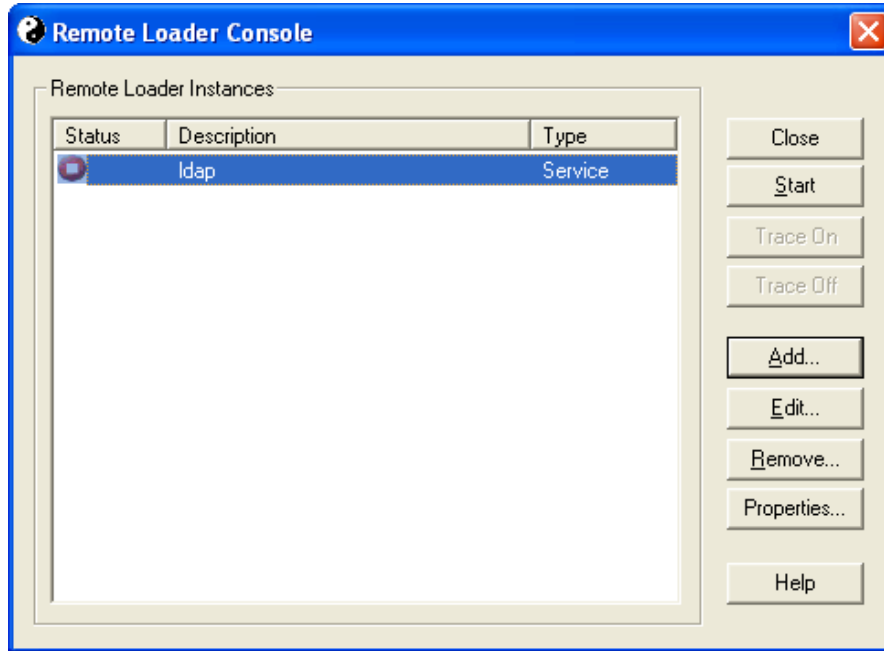 Remote Loader Console
Remote Loader Instances
Status Description Type
ldap Service
Close
Start
Trace On
Trace Off
Add...
Edit...
Remove...
Properties...
Help